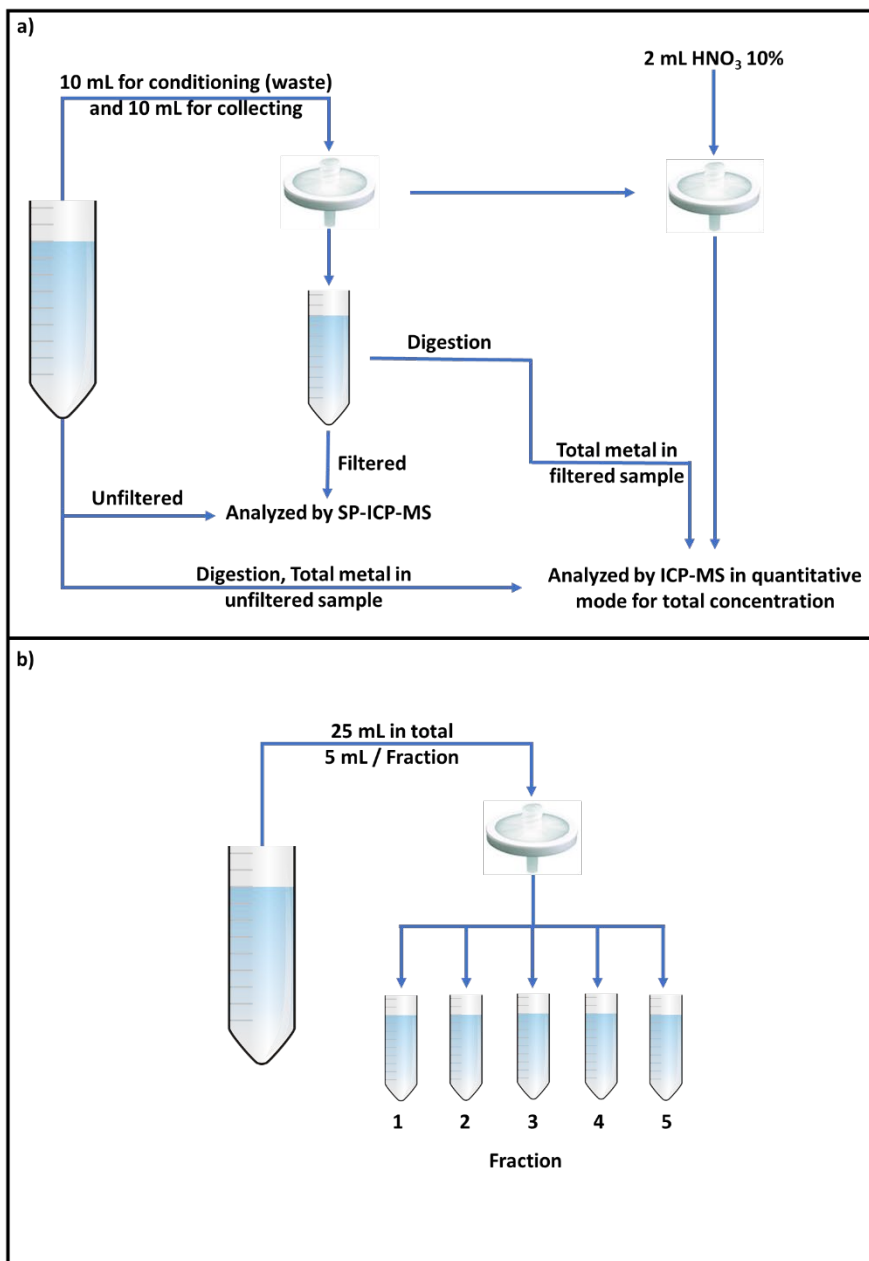 a)
10 mL for conditioning (waste)
and 10 mL for collecting
2 mL HNO₃ 10%
Digestion
Total metal in
filtered sample
Filtered
Unfiltered
Analyzed by SP-ICP-MS
Digestion, Total metal in
unfiltered sample
Analyzed by ICP-MS in quantitative
mode for total concentration
b)
25 mL in total
5 mL / Fraction
1 2 3 4 5
Fraction